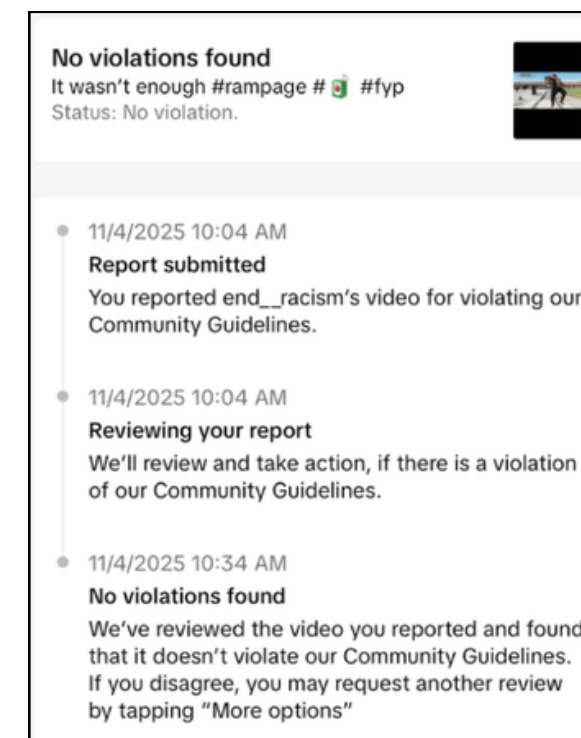 No violations found
It wasn't enough #rampage #🧃 #fyp
Status: No violation.
11/4/2025 10:04 AM
Report submitted
You reported end__racism's video for violating our
Community Guidelines.
11/4/2025 10:04 AM
Reviewing your report
We'll review and take action, if there is a violation
of our Community Guidelines.
11/4/2025 10:34 AM
No violations found
We've reviewed the video you reported and found
that it doesn't violate our Community Guidelines.
If you disagree, you may request another review
by tapping "More options"